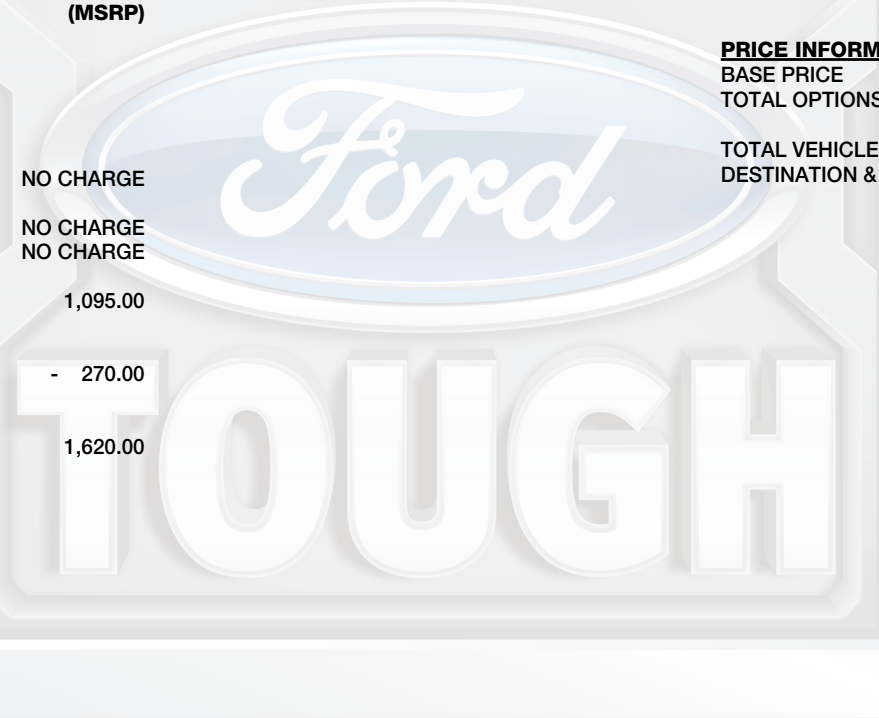 (MSRP)
NO CHARGE
NO CHARGE
NO CHARGE
1,095.00
- 270.00
1,620.00
PRICE INFORM
BASE PRICE
TOTAL OPTIONS
TOTAL VEHICLE
DESTINATION &
Ford
TOUGH